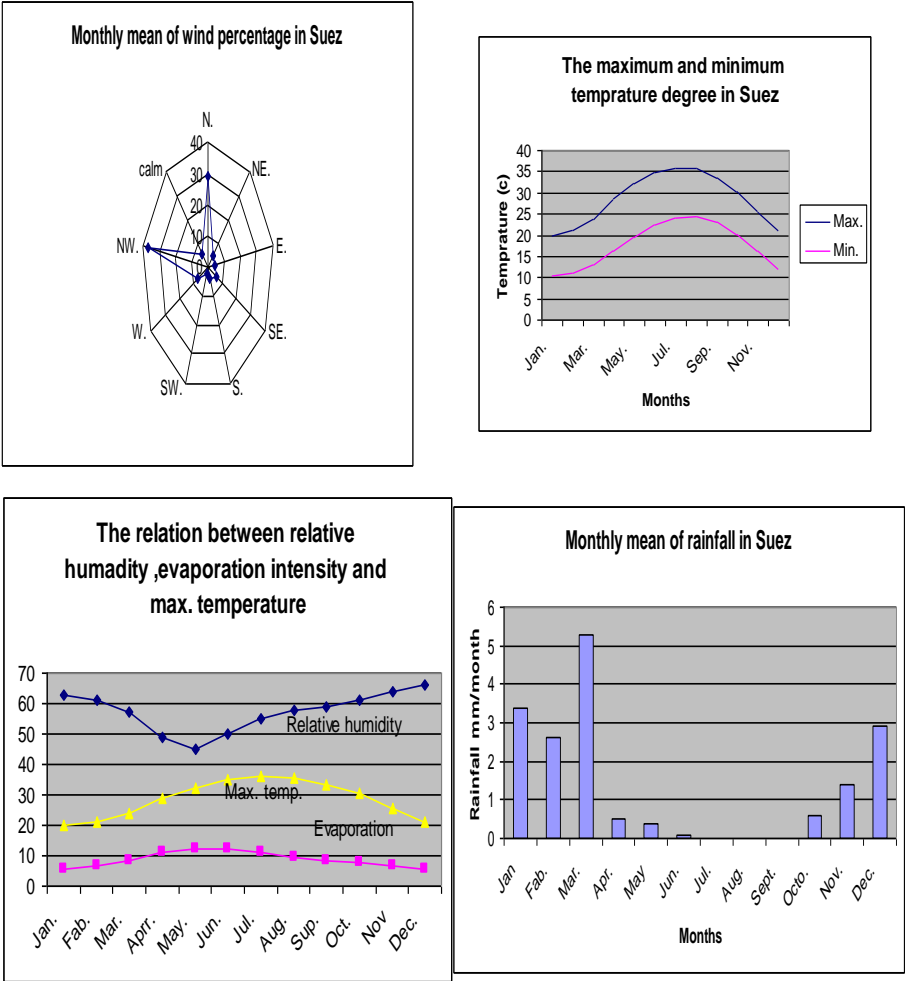 Monthly mean of wind percentage in Suez
N.
NE.
E.
SE.
S.
SW.
W.
NW.
calm
40
30
20
10
0
The maximum and minimum
temprature degree in Suez
Temprature (c)
40
35
30
25
20
15
10
5
0
Jan.
Mar.
May.
Jul.
Sep.
Nov.
Months
Max.
Min.
The relation between relative
humadity ,evaporation intensity and
max. temperature
70
60
50
40
30
20
10
0
Relative humidity
Max. temp.
Evaporation
Jan.
Fab.
Mar.
Aprr.
May.
Jun.
Jul.
Aug.
Sup.
Oct.
Nov
Dec.
Monthly mean of rainfall in Suez
Rainfall mm/month
6
5
4
3
2
1
0
Jan
Fab.
Mar.
Apr.
May
Jun.
Jul.
Aug.
Sept.
Octo.
Nov.
Dec.
Months